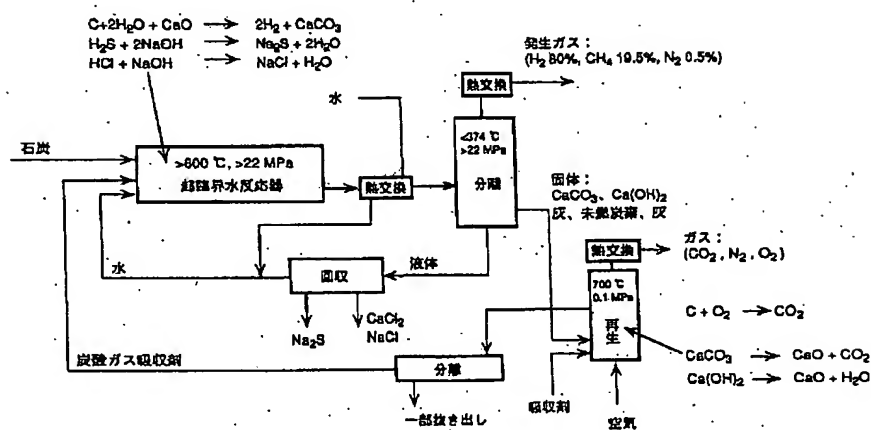 C+2H₂O + CaO → 2H₂ + CaCO₃
H₂S + 2NaOH → Na₂S + 2H₂O
HCl + NaOH → NaCl + H₂O
発生ガス：
(H₂ 80%, CH₄ 19.5%, N₂ 0.5%)
熱交換
水
石炭
>600 ℃, >22 MPa
超臨界水反応器
熱交換
≤374 ℃
>22 MPa
分離
固体：
CaCO₃、Ca(OH)₂
灰、未燃炭素、灰
熱交換
ガス：
(CO₂ , N₂ , O₂)
水
回収
液体
700 ℃
0.1 MPa
再生
C + O₂ → CO₂
Na₂S
CaCl₂
NaCl
CaCO₃ → CaO + CO₂
Ca(OH)₂ → CaO + H₂O
炭酸ガス吸収剤
分離
一部抜き出し
吸収剤
空気